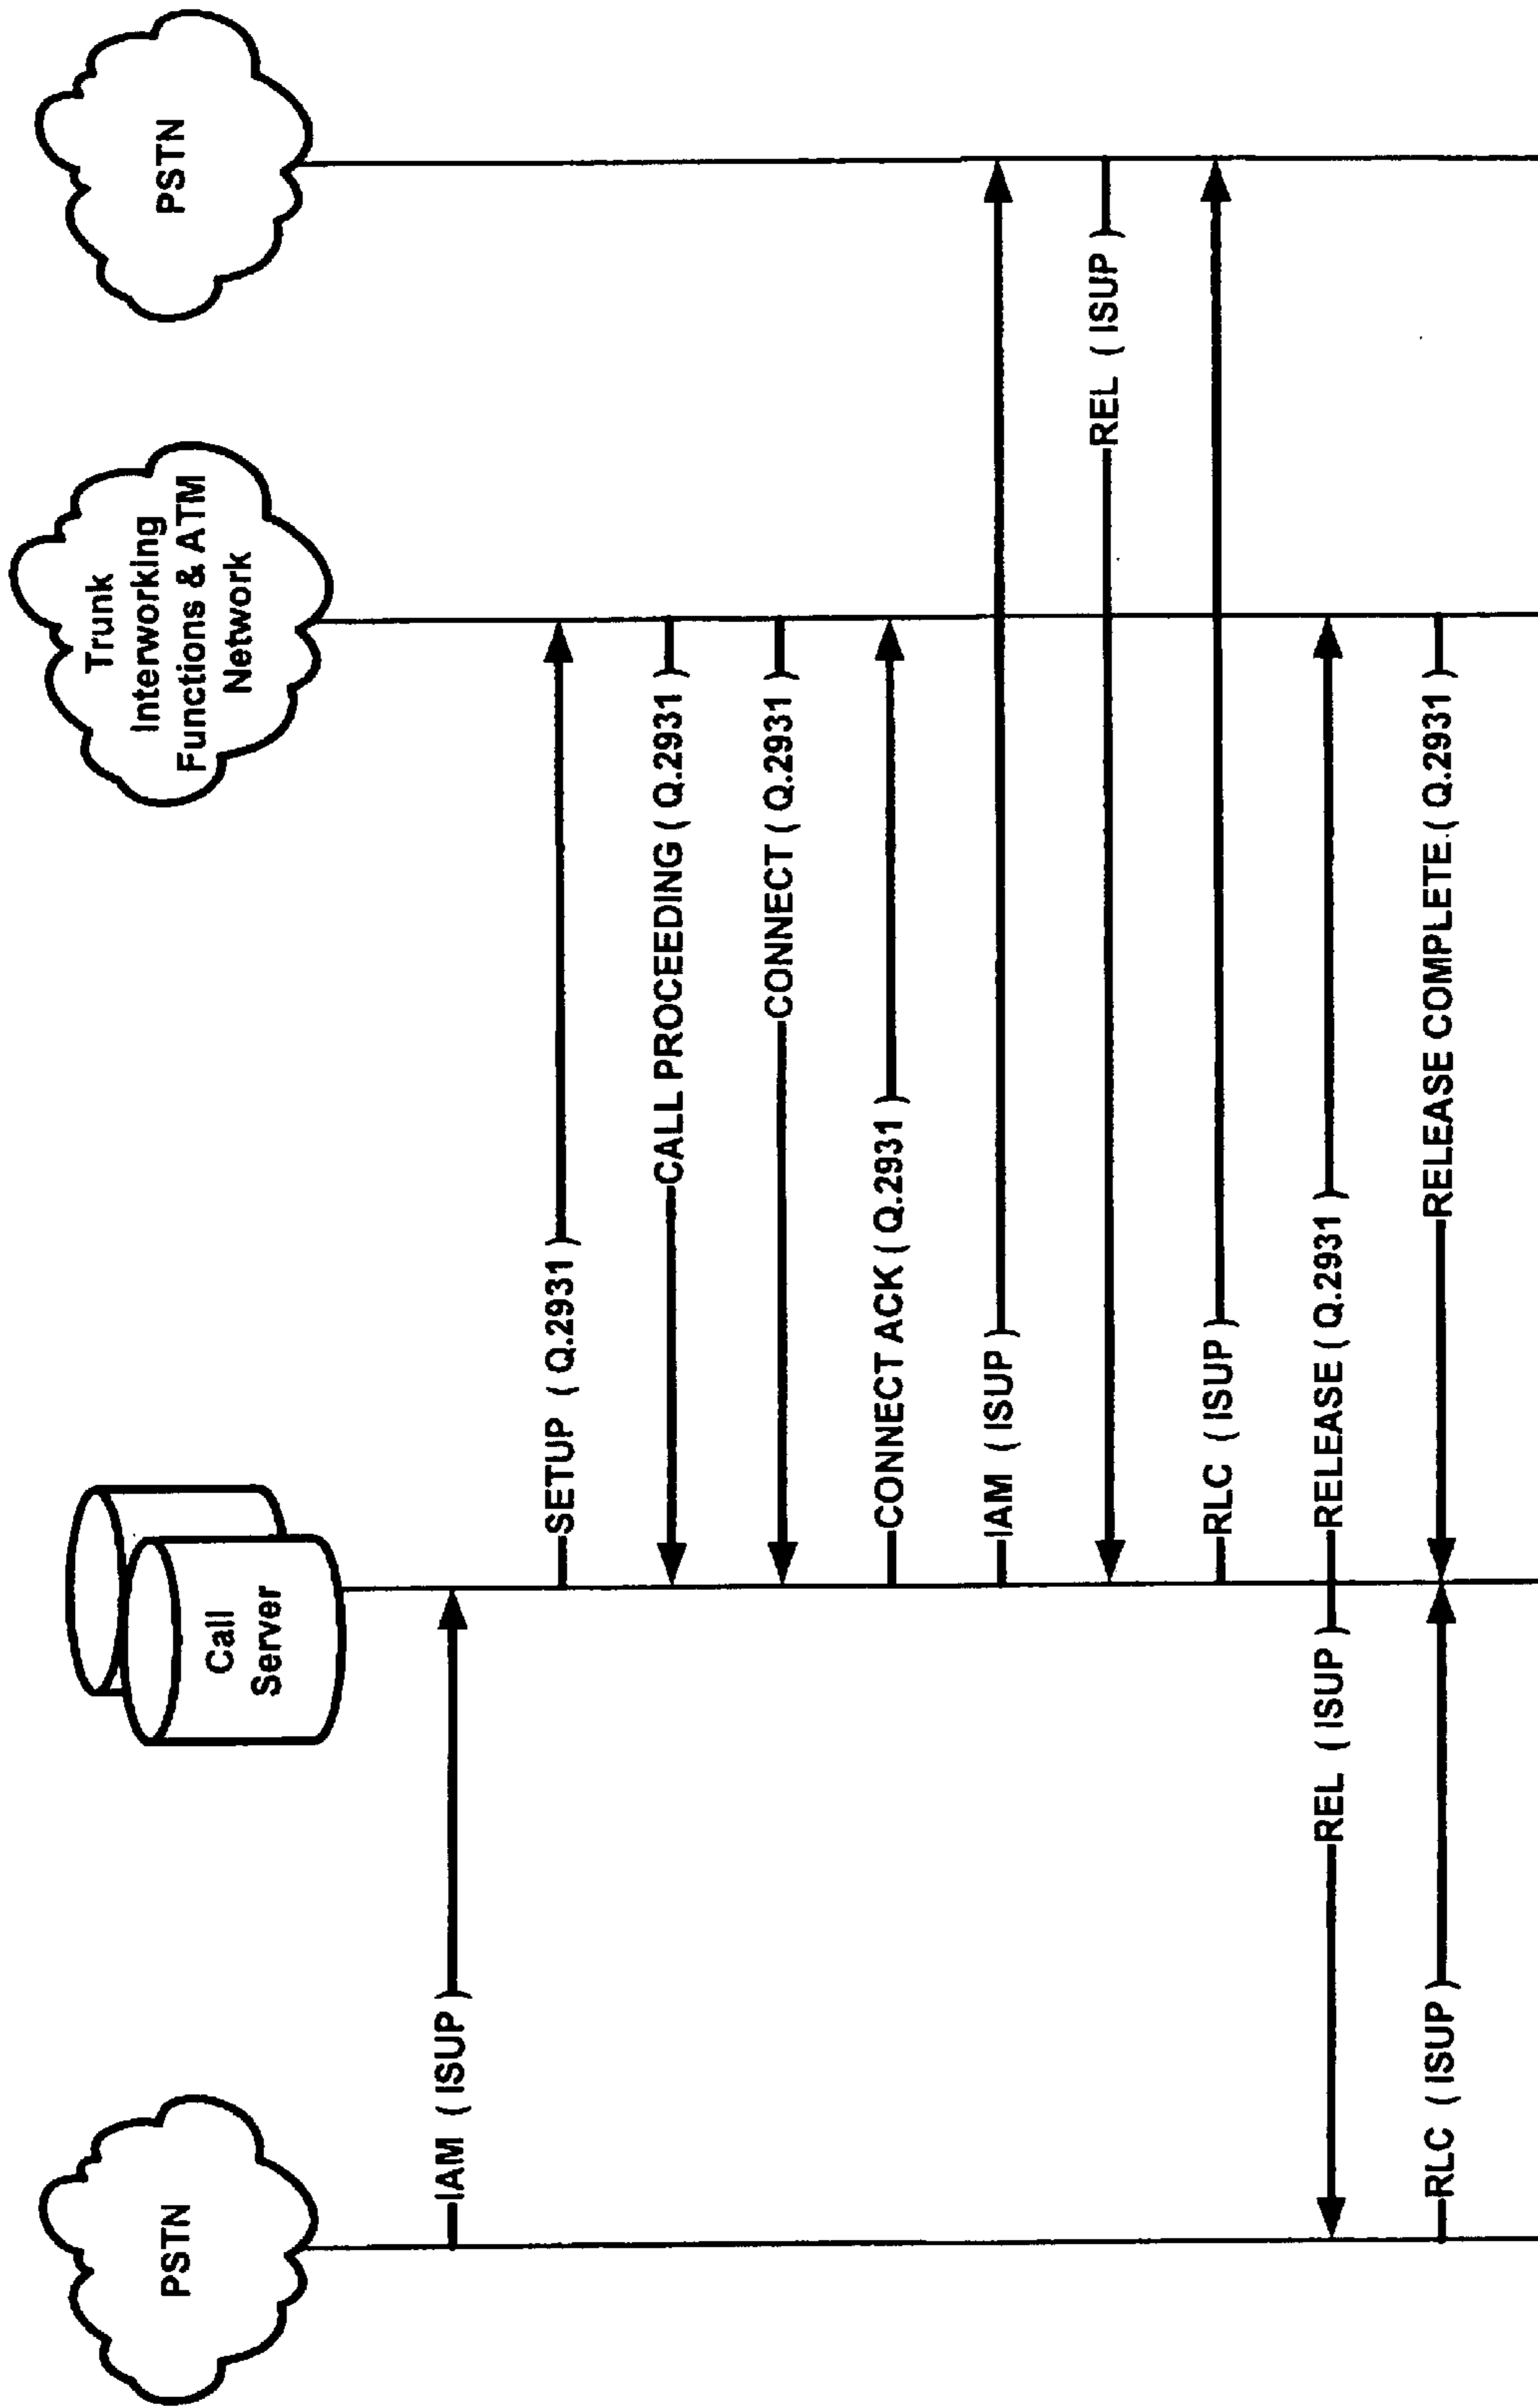 PSTN
Call
Server
Trunk
Interworking
Functions & ATM
Network
PSTN
IAM ( ISUP )
SETUP ( Q.2931 )
CALL PROCEEDING ( Q.2931 )
CONNECT ( Q.2931 )
CONNECT ACK ( Q.2931 )
IAM ( ISUP )
REL ( ISUP )
RLC ( ISUP )
REL ( ISUP )
RELEASE ( Q.2931 )
RLC ( ISUP )
RELEASE COMPLETE ( Q.2931 )